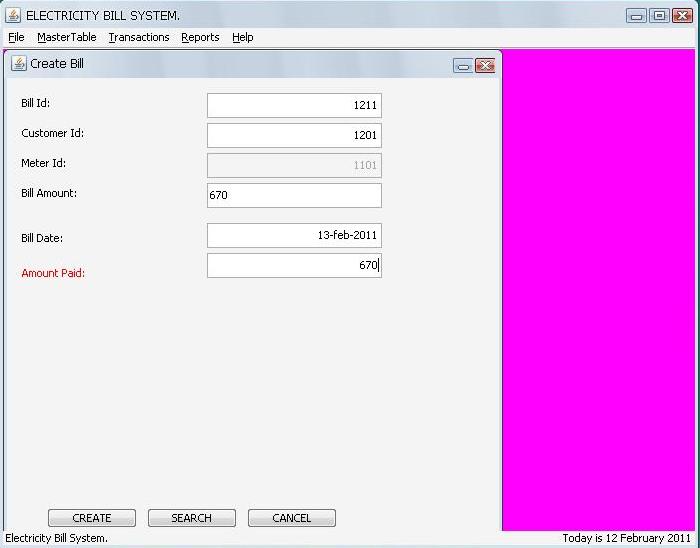 ELECTRICITY BILL SYSTEM.
File MasterTable Transactions Reports Help
Create Bill
Bill Id: 1211
Customer Id: 1201
Meter Id: 1101
Bill Amount: 670
Bill Date: 13-feb-2011
Amount Paid: 670
CREATE SEARCH CANCEL
Electricity Bill System. Today is 12 February 2011